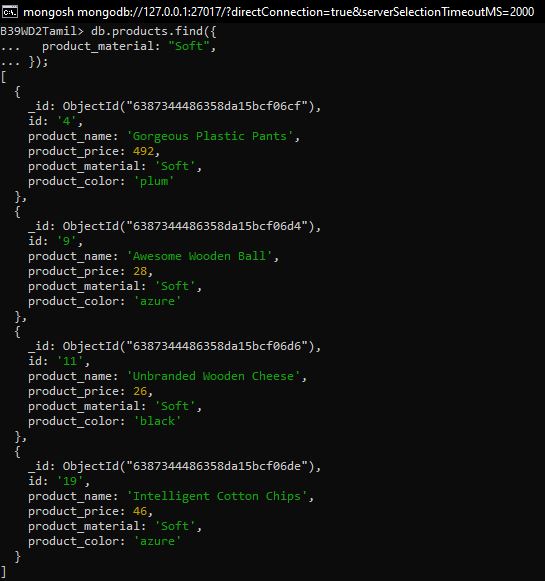 mongosh mongodb://127.0.0.1:27017/?directConnection=true&serverSelectionTimeoutMS=2000
B39WD2Tamil> db.products.find({
...   product_material: "Soft",
... });
[
  {
    _id: ObjectId("6387344486358da15bcf06cf"),
    id: '4',
    product_name: 'Gorgeous Plastic Pants',
    product_price: 492,
    product_material: 'Soft',
    product_color: 'plum'
  },
  {
    _id: ObjectId("6387344486358da15bcf06d4"),
    id: '9',
    product_name: 'Awesome Wooden Ball',
    product_price: 28,
    product_material: 'Soft',
    product_color: 'azure'
  },
  {
    _id: ObjectId("6387344486358da15bcf06d6"),
    id: '11',
    product_name: 'Unbranded Wooden Cheese',
    product_price: 26,
    product_material: 'Soft',
    product_color: 'black'
  },
  {
    _id: ObjectId("6387344486358da15bcf06de"),
    id: '19',
    product_name: 'Intelligent Cotton Chips',
    product_price: 46,
    product_material: 'Soft',
    product_color: 'azure'
  }
]